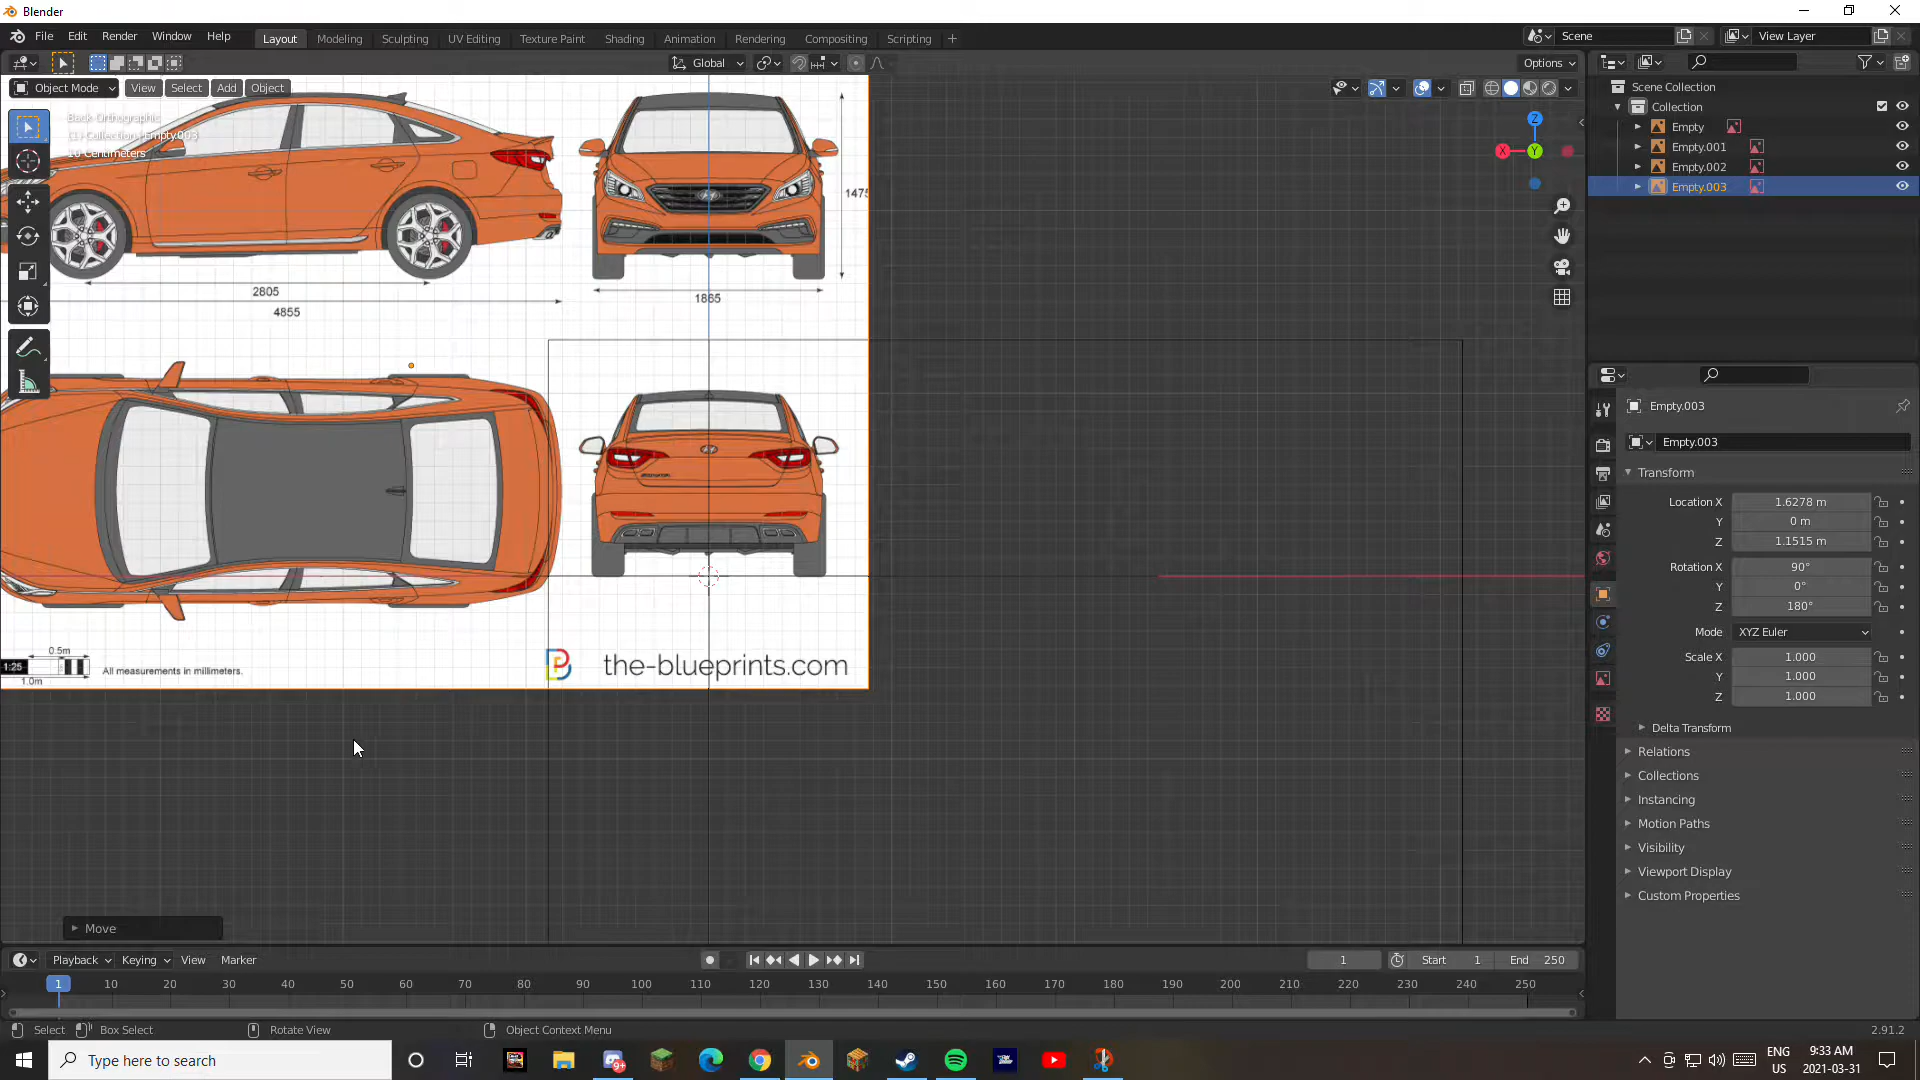 Blender
File Edit Render Window Help
Layout Modeling Sculpting UV Editing Texture Paint Shading Animation Rendering Compositing Scripting +
Scene
View Layer
Global
Options
Object Mode View Select Add Object
Back Orthographic
(1) Collection | Empty.003
10 Centimeters
1475
2805
4855
1865
0.5m
1:25
1.0m
All measurements in millimeters.
the-blueprints.com
Z
X
Y
Move
Scene Collection
Collection
Empty
Empty.001
Empty.002
Empty.003
Empty.003
Empty.003
Transform
Location X 1.6278 m
Y 0 m
Z 1.1515 m
Rotation X 90°
Y 0°
Z 180°
Mode XYZ Euler
Scale X 1.000
Y 1.000
Z 1.000
Delta Transform
Relations
Collections
Instancing
Motion Paths
Visibility
Viewport Display
Custom Properties
Playback Keying View Marker
1 Start 1 End 250
1 10 20 30 40 50 60 70 80 90 100 110 120 130 140 150 160 170 180 190 200 210 220 230 240 250
Select Box Select Rotate View Object Context Menu 2.91.2
Type here to search
9+
ENG
US
9:33 AM
2021-03-31